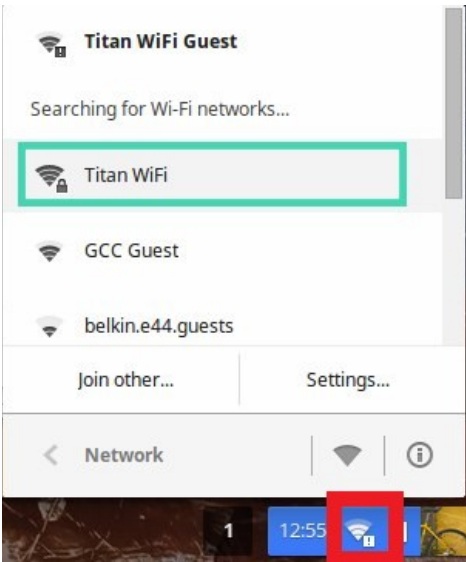 Titan WiFi Guest
Searching for Wi-Fi networks...
Titan WiFi
GCC Guest
belkin.e44.guests
Join other...
Settings...
Network
1
12:55